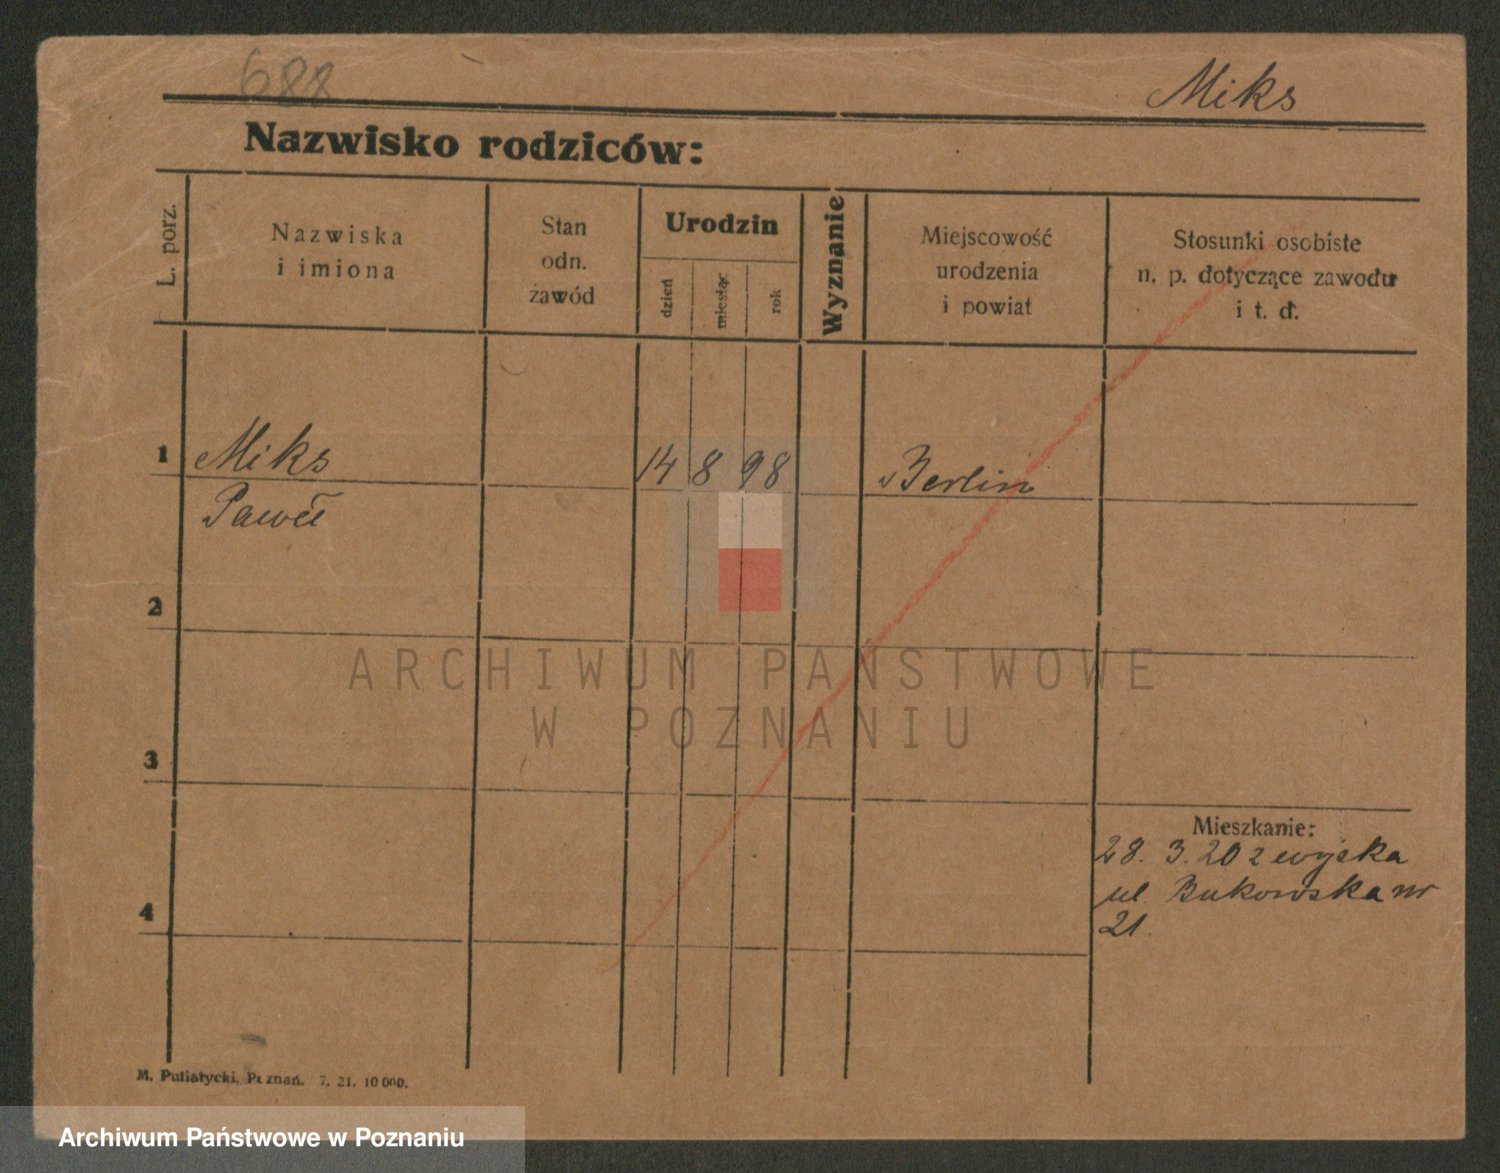 688
Miks
Nazwisko rodziców:
L. porz.
Nazwiska
i imiona
Stan
odn.
zawód
Urodzin
dzień
miesiąc
rok
Wyznanie
Miejscowość
urodzenia
i powiat
Stosunki osobiste
n. p. dotyczące zawodu
i t. d.
1 Miks 14 8 98 Berlin
Paweł
2
ARCHIWUM PAŃSTWOWE
W POZNANIU
3
Mieszkanie:
28. 3. 20 z
ul. Bukowska nr
21.
4
M. Putiatycki, Poznań. 7. 21. 10 000.
Archiwum Państwowe w Poznaniu